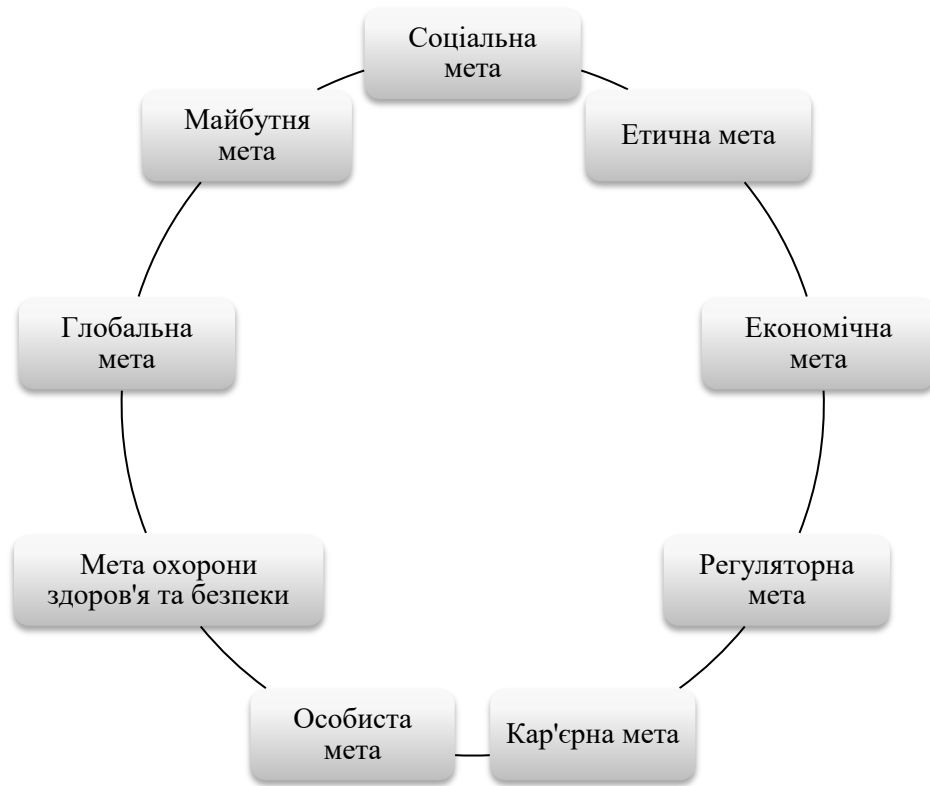 Соціальна
мета
Етична мета
Економічна
мета
Регуляторна
мета
Кар'єрна мета
Особиста
мета
Мета охорони
здоров'я та безпеки
Глобальна
мета
Майбутня
мета